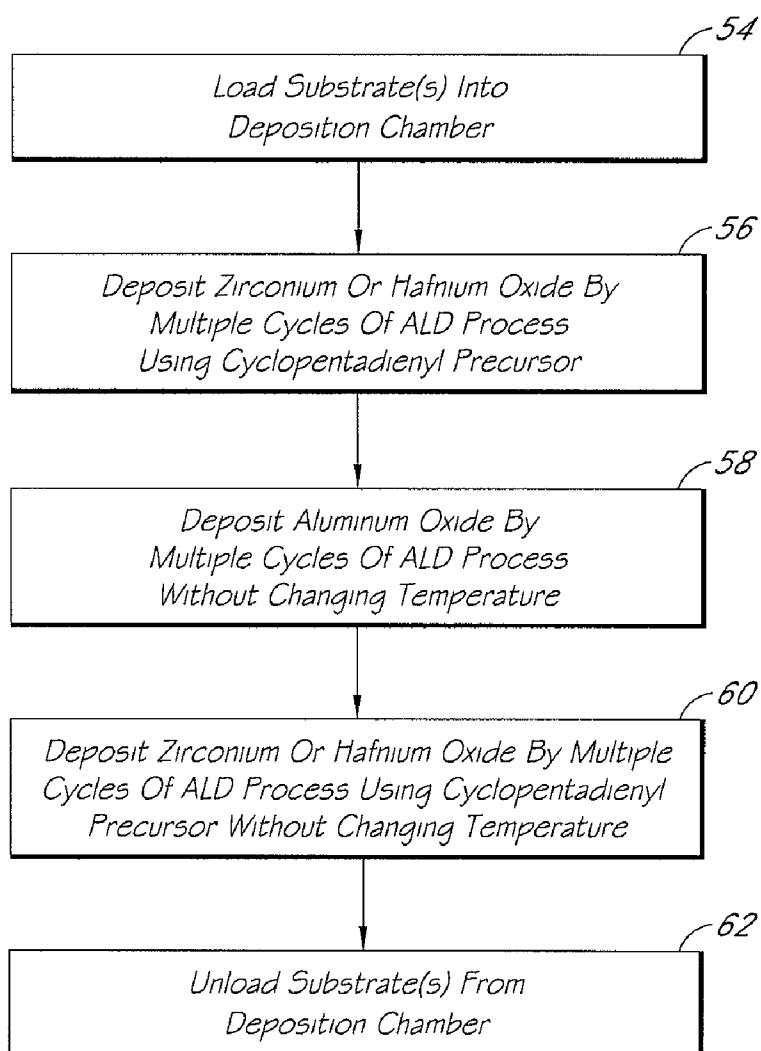 54
Load Substrate(s) Into
Deposition Chamber
56
Deposit Zirconium Or Hafnium Oxide By
Multiple Cycles Of ALD Process
Using Cyclopentadienyl Precursor
58
Deposit Aluminum Oxide By
Multiple Cycles Of ALD Process
Without Changing Temperature
60
Deposit Zirconium Or Hafnium Oxide By Multiple
Cycles Of ALD Process Using Cyclopentadienyl
Precursor Without Changing Temperature
62
Unload Substrate(s) From
Deposition Chamber